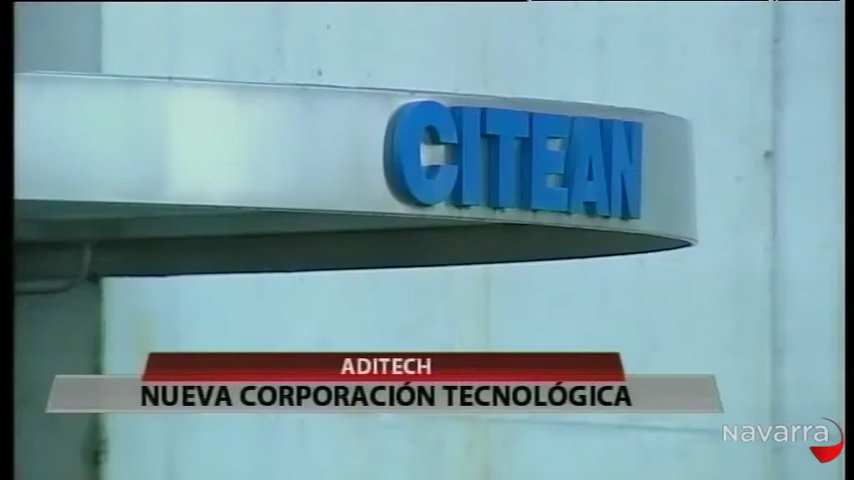 CITEAN
ADITECH
NUEVA CORPORACIÓN TECNOLÓGICA
navarra